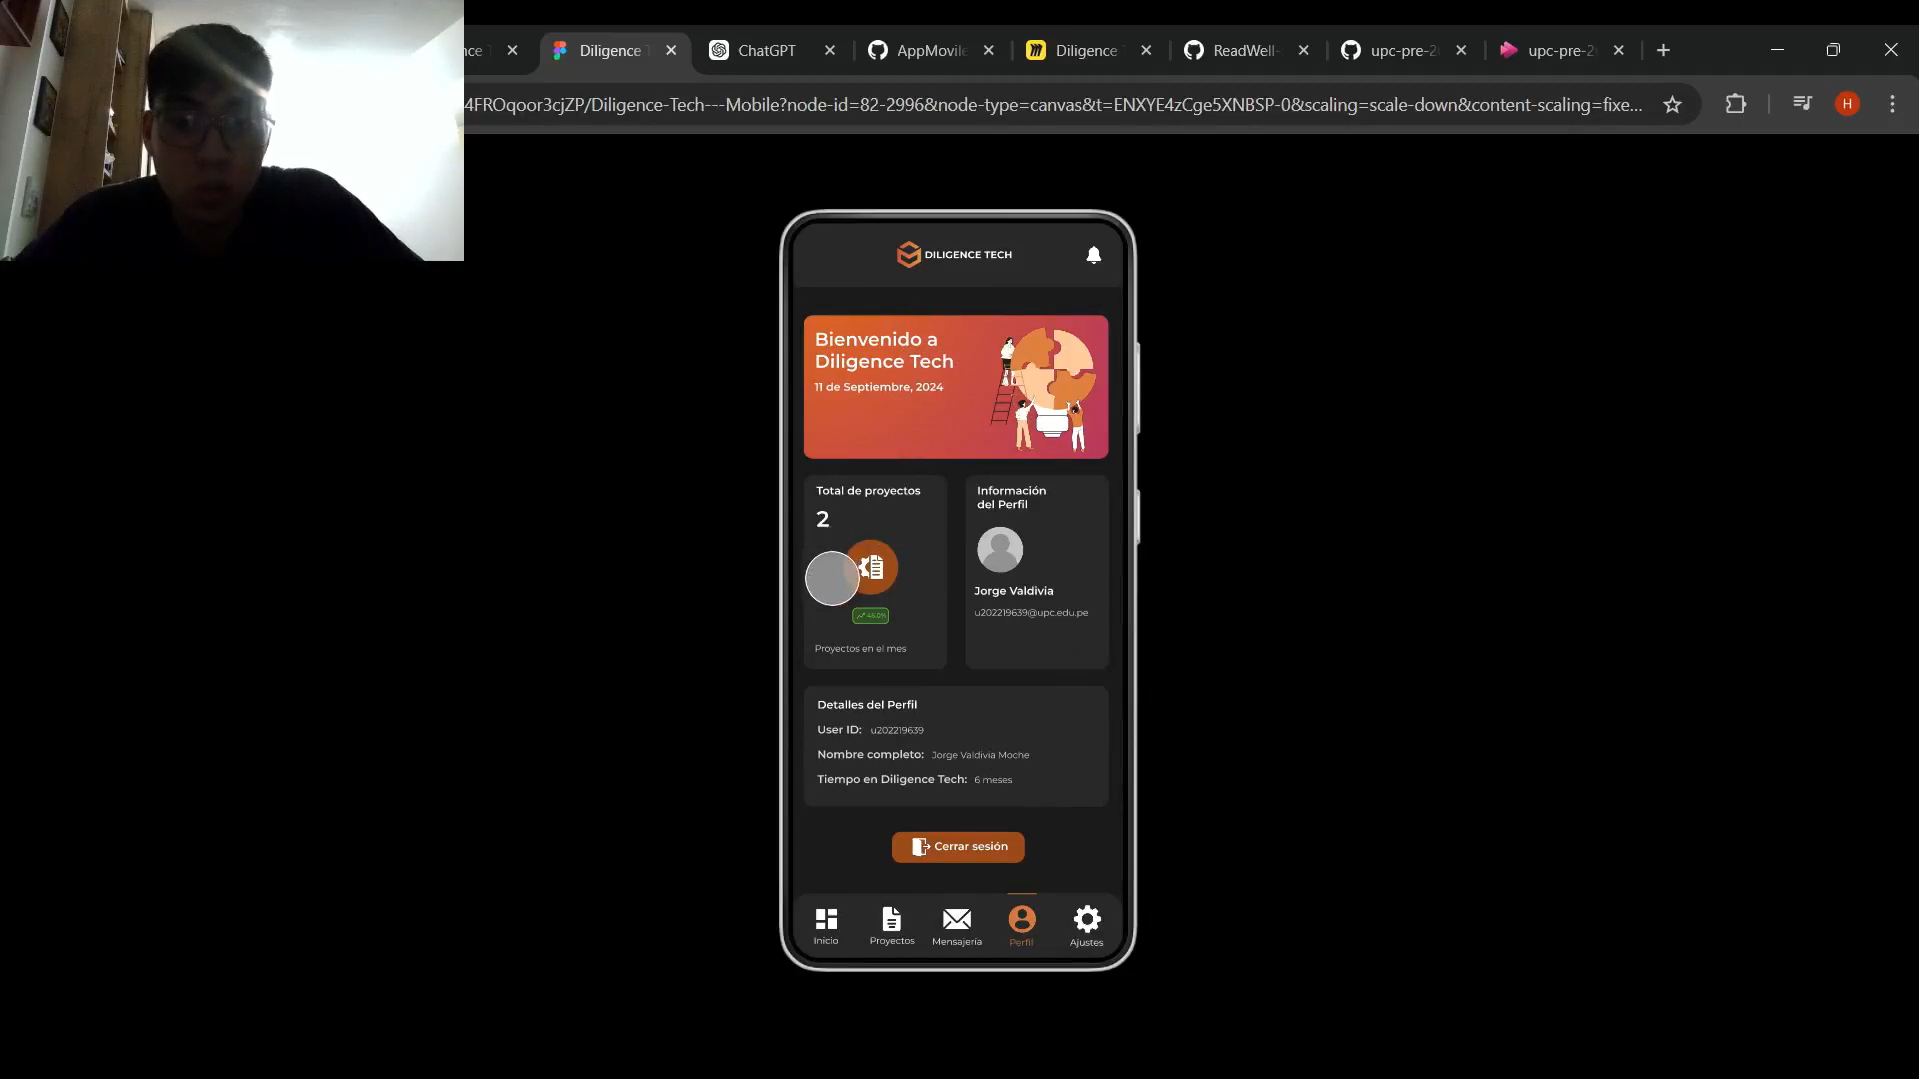 nce T
Diligence T
ChatGPT
AppMovile
Diligence T
ReadWell-
upc-pre-20
upc-pre-20
4FROqoor3cjZP/Diligence-Tech---Mobile?node-id=82-2996&node-type=canvas&t=ENXYE4zCge5XNBSP-0&scaling=scale-down&content-scaling=fixe...
H
DILIGENCE TECH
Bienvenido a
Diligence Tech
11 de Septiembre, 2024
Total de proyectos
2
45.0%
Proyectos en el mes
Información
del Perfil
Jorge Valdivia
u202219639@upc.edu.pe
Detalles del Perfil
User ID: u202219639
Nombre completo: Jorge Valdivia Moche
Tiempo en Diligence Tech: 6 meses
Cerrar sesión
Inicio
Proyectos
Mensajería
Perfil
Ajustes